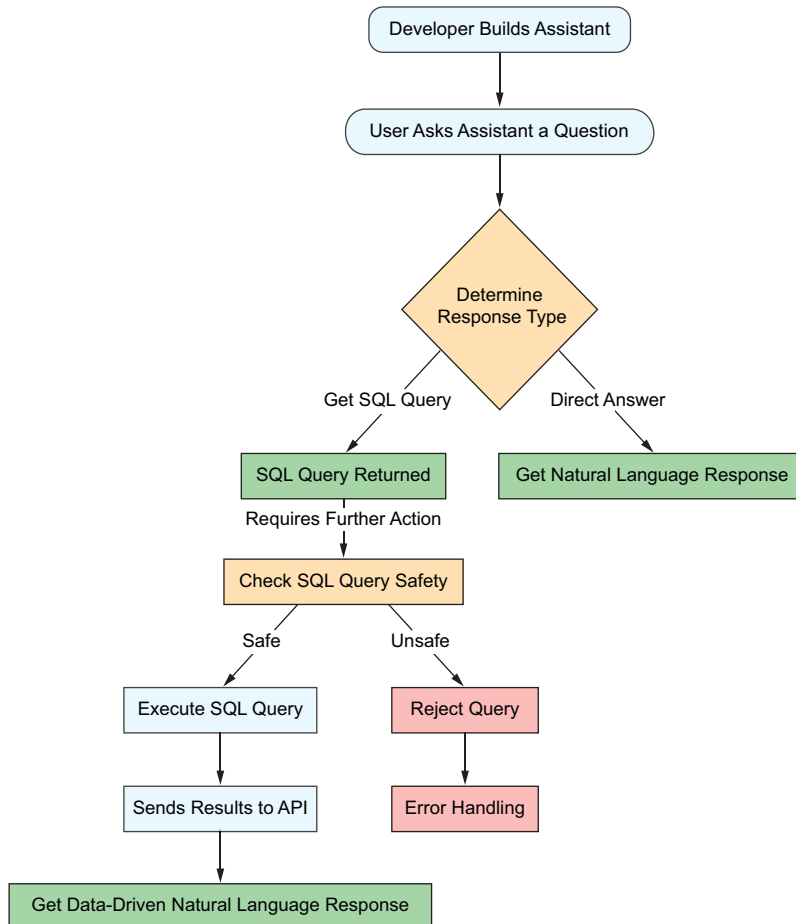 Developer Builds Assistant
User Asks Assistant a Question
Determine
Response Type
Get SQL Query
Direct Answer
SQL Query Returned
Get Natural Language Response
Requires Further Action
Check SQL Query Safety
Safe
Unsafe
Execute SQL Query
Reject Query
Sends Results to API
Error Handling
Get Data-Driven Natural Language Response